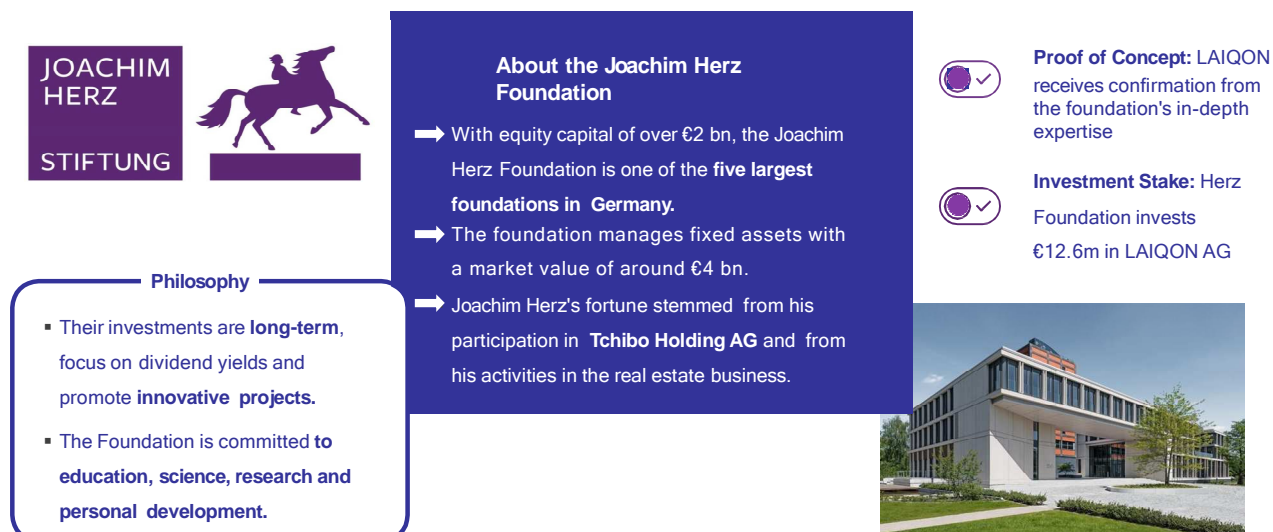 JOACHIM
HERZ
STIFTUNG
Philosophy
▪ Their investments are long-term,
focus on dividend yields and
promote innovative projects.
▪ The Foundation is committed to
education, science, research and
personal development.
About the Joachim Herz
Foundation
With equity capital of over €2 bn, the Joachim
Herz Foundation is one of the five largest
foundations in Germany.
The foundation manages fixed assets with
a market value of around €4 bn.
Joachim Herz's fortune stemmed from his
participation in Tchibo Holding AG and from
his activities in the real estate business.
Proof of Concept: LAIQON
receives confirmation from
the foundation's in-depth
expertise
Investment Stake: Herz
Foundation invests
€12.6m in LAIQON AG